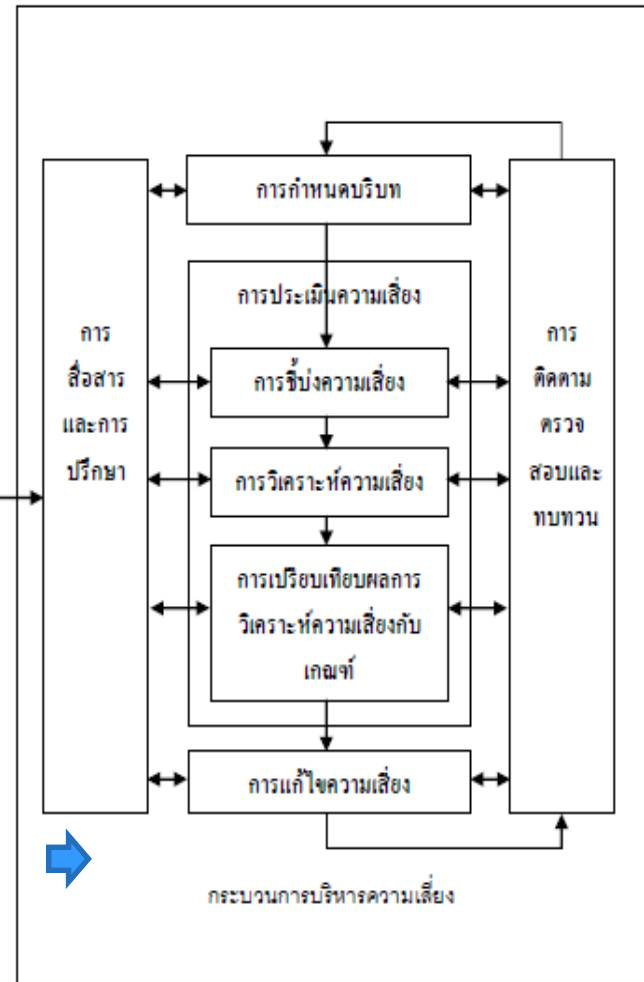 การกำหนดบริบท
การประเมินความเสี่ยง
การ
สื่อสาร
และการ
ปรึกษา
การชี้บ่งความเสี่ยง
การวิเคราะห์ความเสี่ยง
การเปรียบเทียบผลการ
วิเคราะห์ความเสี่ยงกับ
เกณฑ์
การ
ติดตาม
ตรวจ
สอบและ
ทบทวน
การแก้ไขความเสี่ยง
กระบวนการบริหารความเสี่ยง